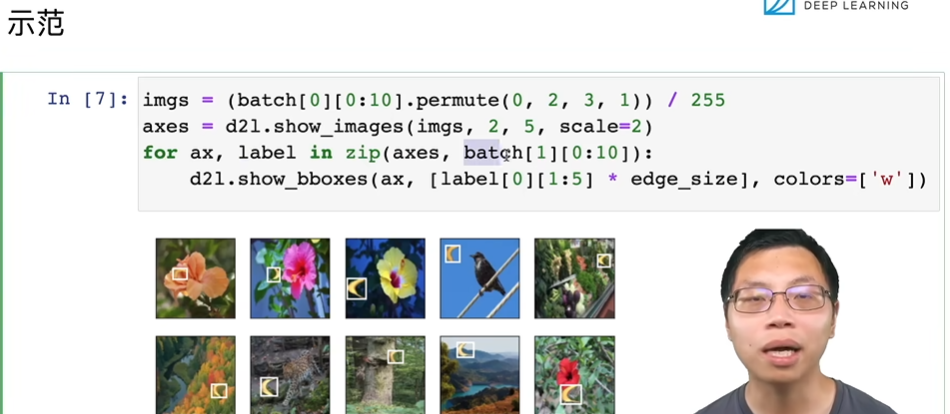 示范
DEEP LEARNING
In [7]: imgs = (batch[0][0:10].permute(0, 2, 3, 1)) / 255
axes = d2l.show_images(imgs, 2, 5, scale=2)
for ax, label in zip(axes, batch[1][0:10]):
    d2l.show_bboxes(ax, [label[0][1:5] * edge_size], colors=['w'])